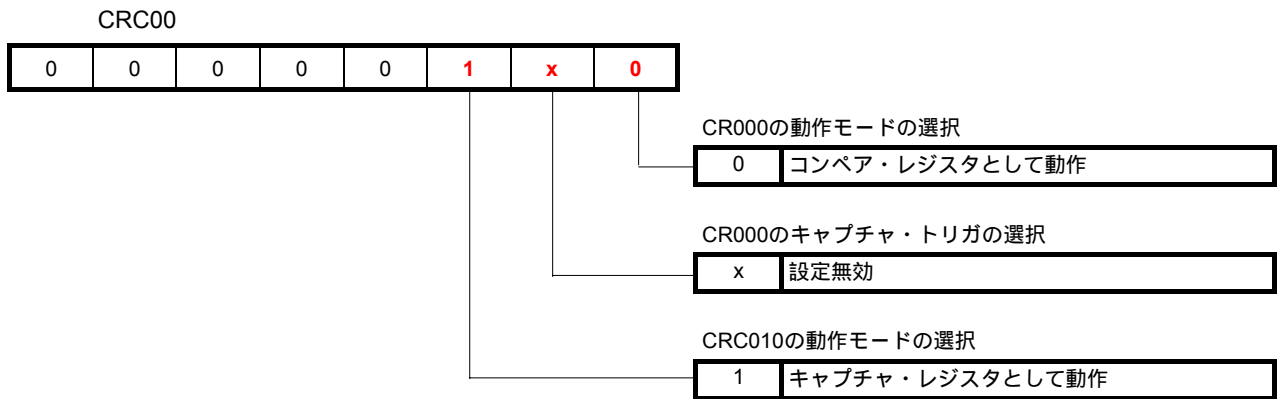 CRC00
0 0 0 0 0 1 x 0
CR000の動作モードの選択
0 コンペア・レジスタとして動作
CR000のキャプチャ・トリガの選択
x 設定無効
CRC010の動作モードの選択
1 キャプチャ・レジスタとして動作